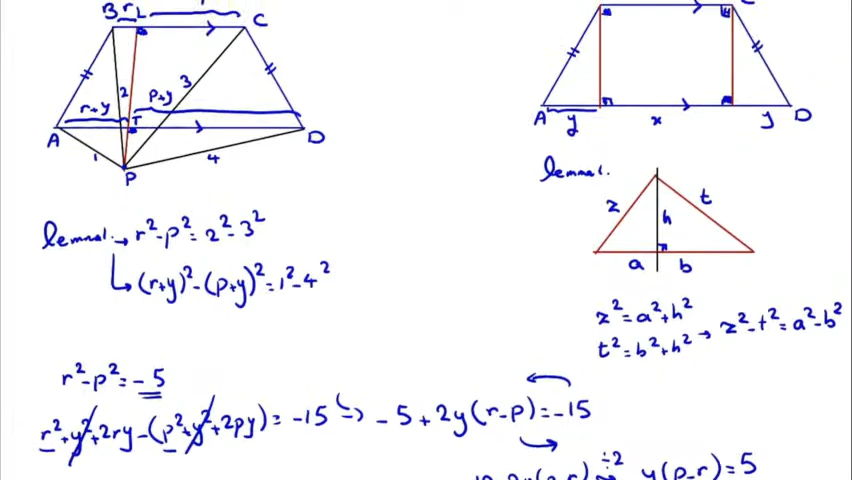 B r L C
2 3
r+y p+y
A T D
1 4
P
A y x y D
lemma1.
z t
h
a b
lemma1. → r²-p²=2²-3²
↳ (r+y)²-(p+y)²=1²-4²
z²=a²+h²
t²=b²+h² → z²-t²=a²-b²
r²-p²=-5
r²+y²+2ry-(p²+y²+2py)=-15 → -5+2y(r-p)=-15
÷2
y(p-r)=5